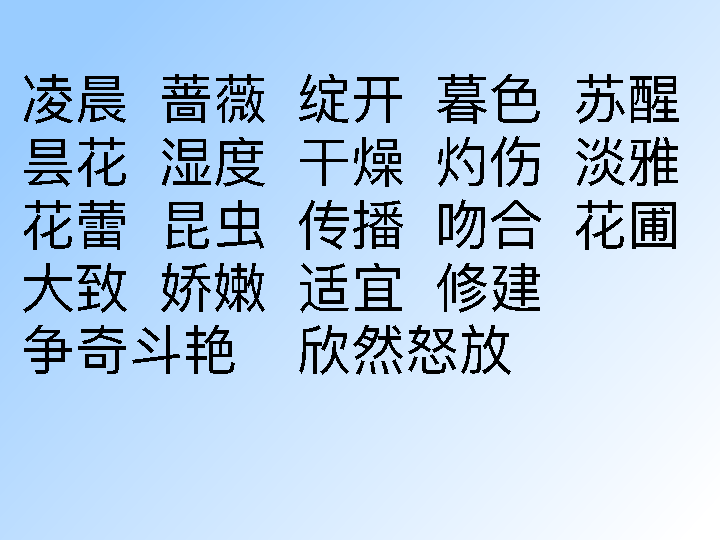 凌晨 蔷薇 绽开 暮色 苏醒
昙花 湿度 干燥 灼伤 淡雅
花蕾 昆虫 传播 吻合 花圃
大致 娇嫩 适宜 修建
争奇斗艳 欣然怒放